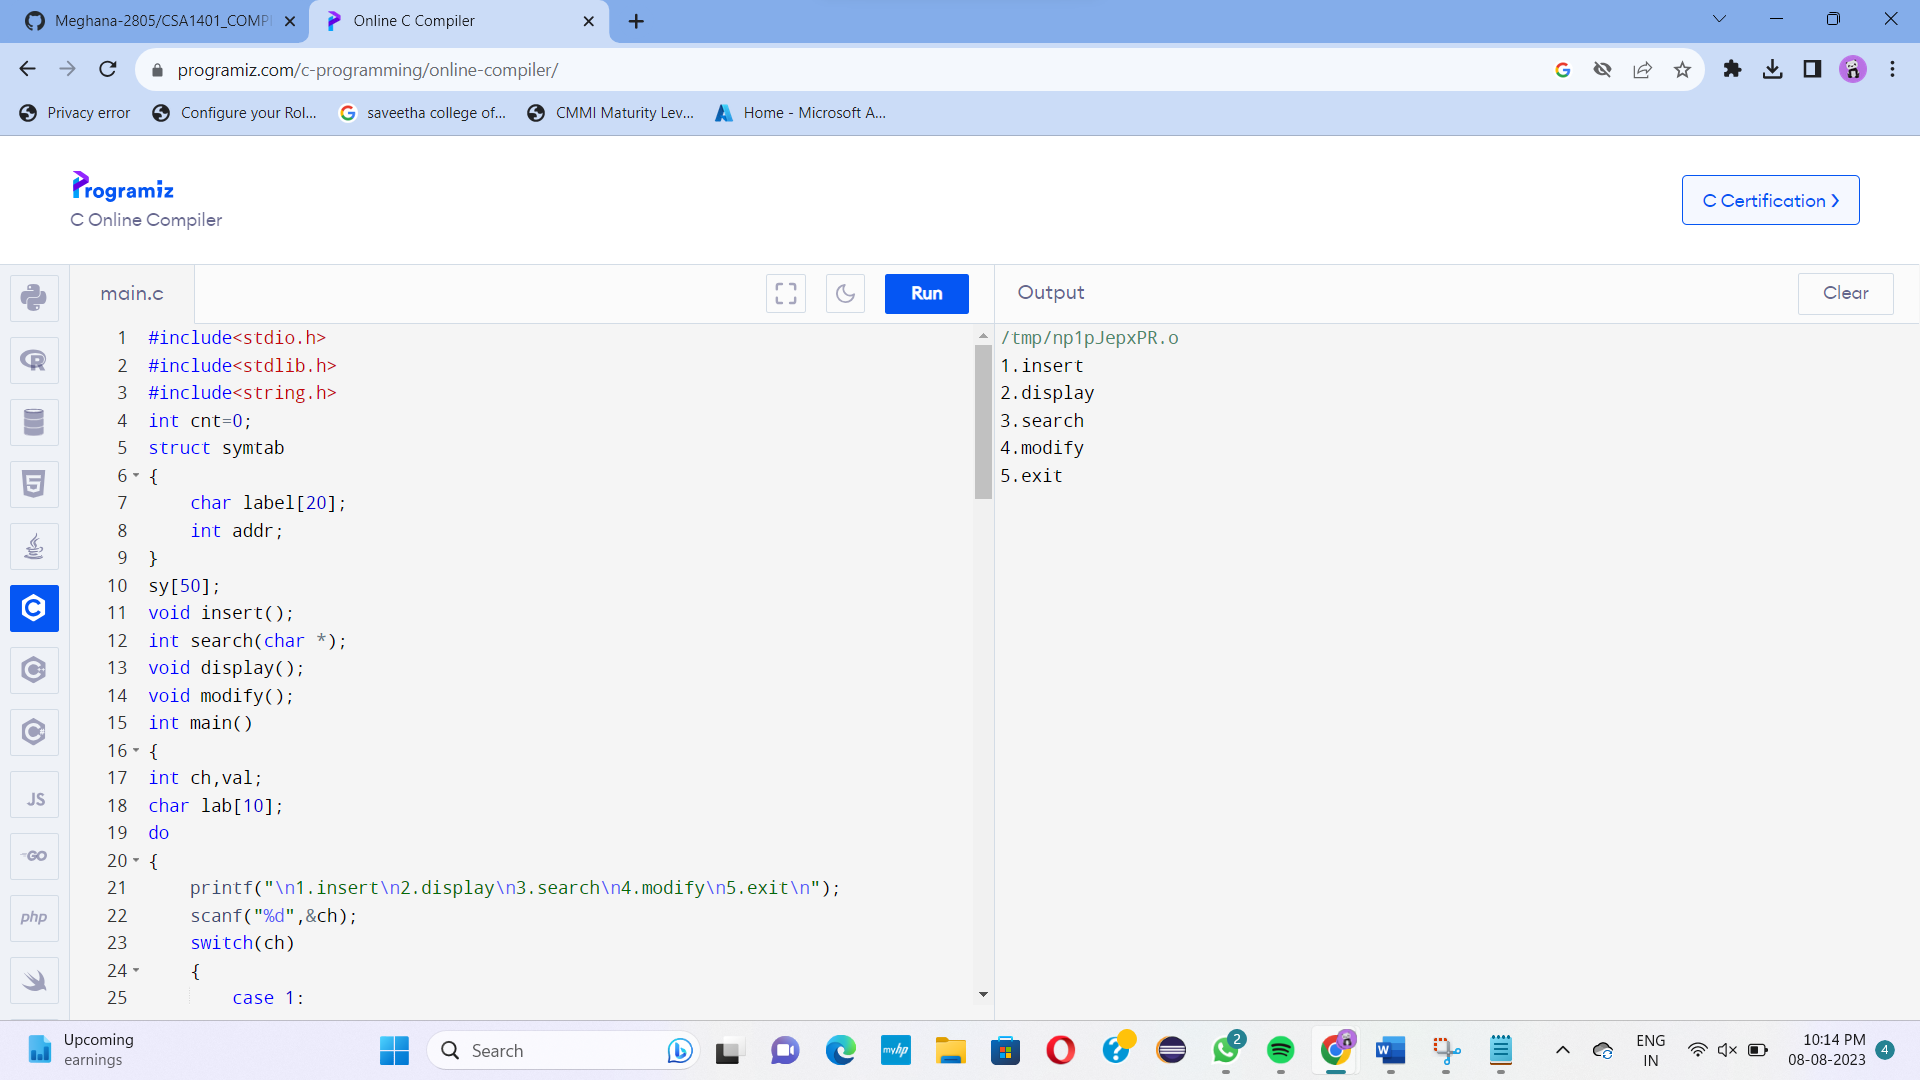 Meghana-2805/CSA1401_COMPI
Online C Compiler
programiz.com/c-programming/online-compiler/
Privacy error
Configure your Rol...
saveetha college of...
CMMI Maturity Lev...
Home - Microsoft A...
Programiz
C Online Compiler
C Certification >
main.c
Run
Output
Clear
1 #include<stdio.h>
2 #include<stdlib.h>
3 #include<string.h>
4 int cnt=0;
5 struct symtab
6 {
7 char label[20];
8 int addr;
9 }
10 sy[50];
11 void insert();
12 int search(char *);
13 void display();
14 void modify();
15 int main()
16 {
17 int ch,val;
18 char lab[10];
19 do
20 {
21 printf("\n1.insert\n2.display\n3.search\n4.modify\n5.exit\n");
22 scanf("%d",&ch);
23 switch(ch)
24 {
25 case 1:
/tmp/np1pJepxPR.o
1.insert
2.display
3.search
4.modify
5.exit
JS
GO
php
Upcoming
earnings
Search
myhp
2
W
ENG
IN
10:14 PM
08-08-2023
4